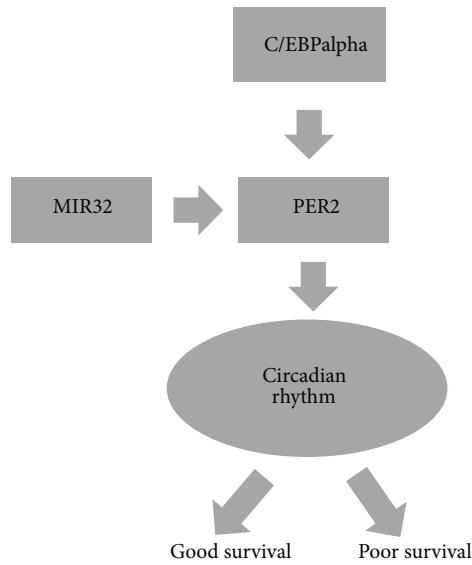 C/EBPalpha
MIR32
PER2
Circadian
rhythm
Good survival
Poor survival